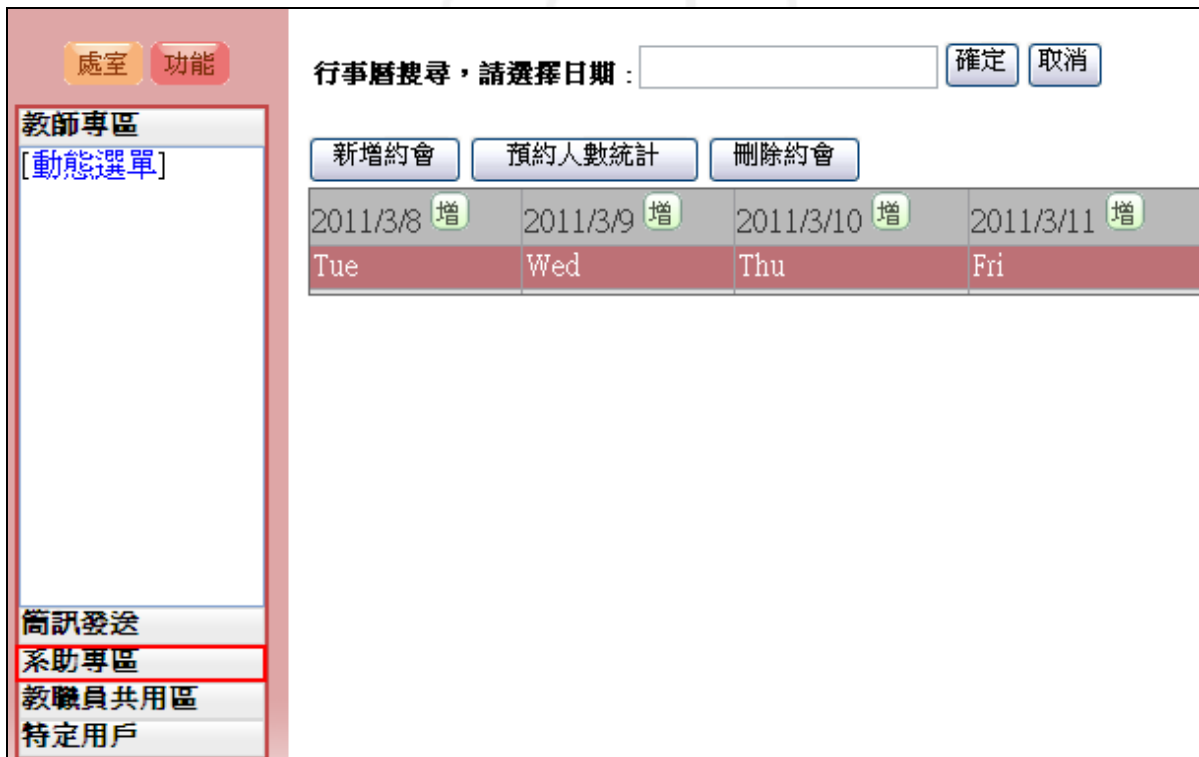 處室 功能
行事曆搜尋，請選擇日期：
確定 取消
教師專區
[動態選單]
新增約會 預約人數統計 刪除約會
2011/3/8 增 2011/3/9 增 2011/3/10 增 2011/3/11 增
Tue Wed Thu Fri
簡訊發送
系助專區
教職員共用區
特定用戶